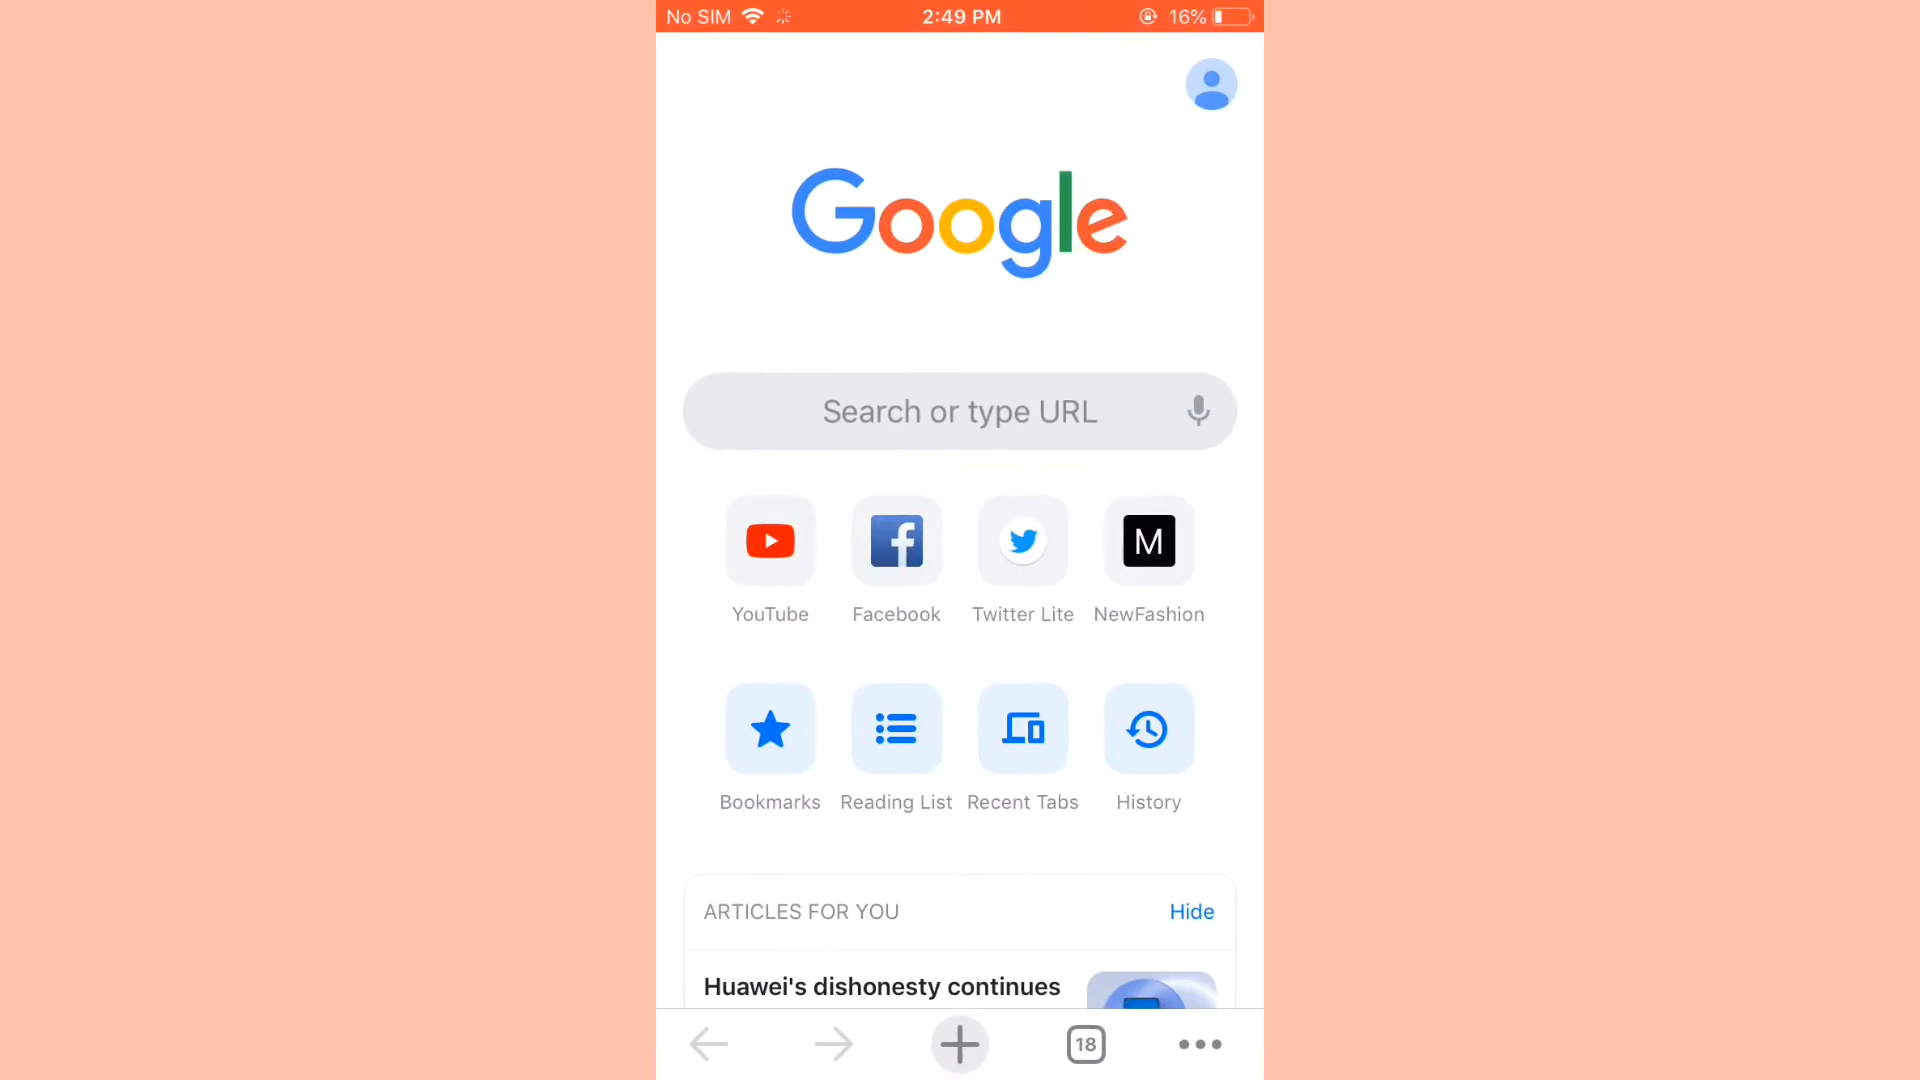 No SIM 2:49 PM 16%
Google
Search or type URL
f M
YouTube Facebook Twitter Lite NewFashion
Bookmarks Reading List Recent Tabs History
ARTICLES FOR YOU Hide
Huawei's dishonesty continues
18